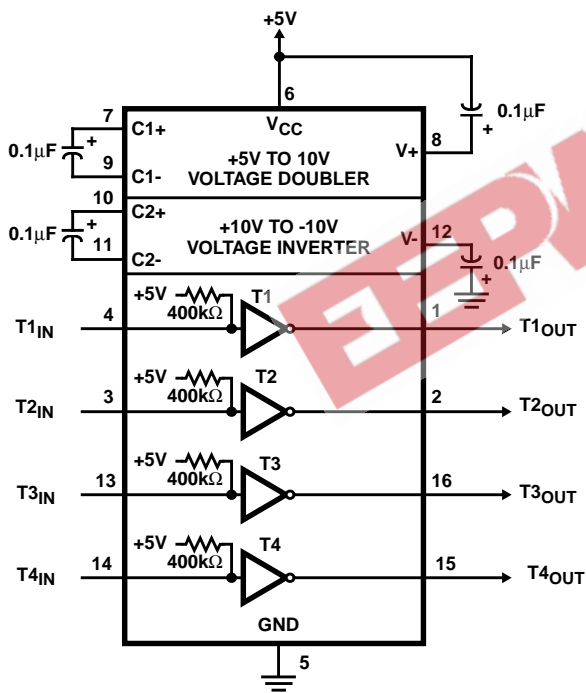 +5V
6
7
C1+
VCC
0.1µF
+
0.1µF
+
8
V+
9
C1-
+5V TO 10V
VOLTAGE DOUBLER
10
C2+
+10V TO -10V
VOLTAGE INVERTER
0.1µF
+
11
C2-
V-
12
0.1µF
+
+5V
400kΩ
T1
T1IN
4
1
T1OUT
+5V
400kΩ
T2
T2IN
3
2
T2OUT
+5V
400kΩ
T3
T3IN
13
16
T3OUT
+5V
400kΩ
T4
T4IN
14
15
T4OUT
GND
5